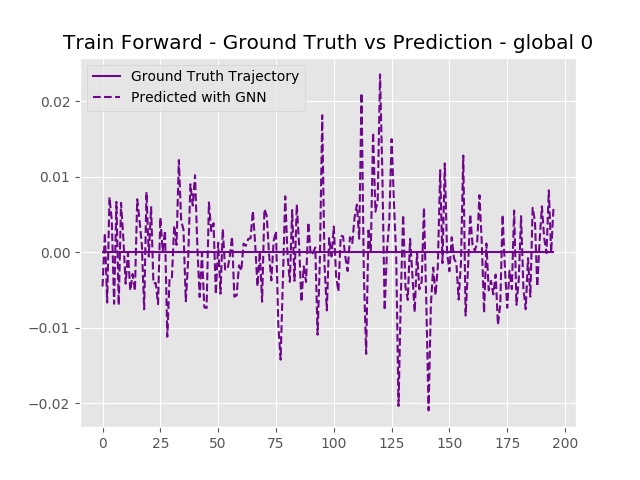 Train Forward - Ground Truth vs Prediction - global 0
Ground Truth Trajectory
Predicted with GNN
0.02
0.01
0.00
−0.01
−0.02
0 25 50 75 100 125 150 175 200